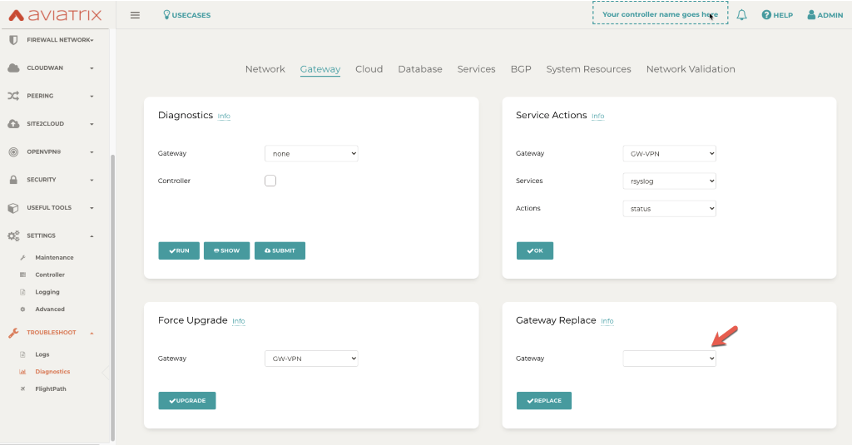 AVIATRIX
USECASES
Your controller name goes here
HELP
ADMIN
FIREWALL NETWORK
CLOUDWAN
PEERING
SITE2CLOUD
OPENVPN®
SECURITY
USEFUL TOOLS
SETTINGS
Maintenance
Controller
Logging
Advanced
TROUBLESHOOT
Logs
Diagnostics
FlightPath
Network Gateway Cloud Database Services BGP System Resources Network Validation
Diagnostics Info
Gateway none
Controller
RUN SHOW SUBMIT
Service Actions Info
Gateway GW-VPN
Services rsyslog
Actions status
OK
Force Upgrade Info
Gateway GW-VPN
UPGRADE
Gateway Replace Info
Gateway
REPLACE